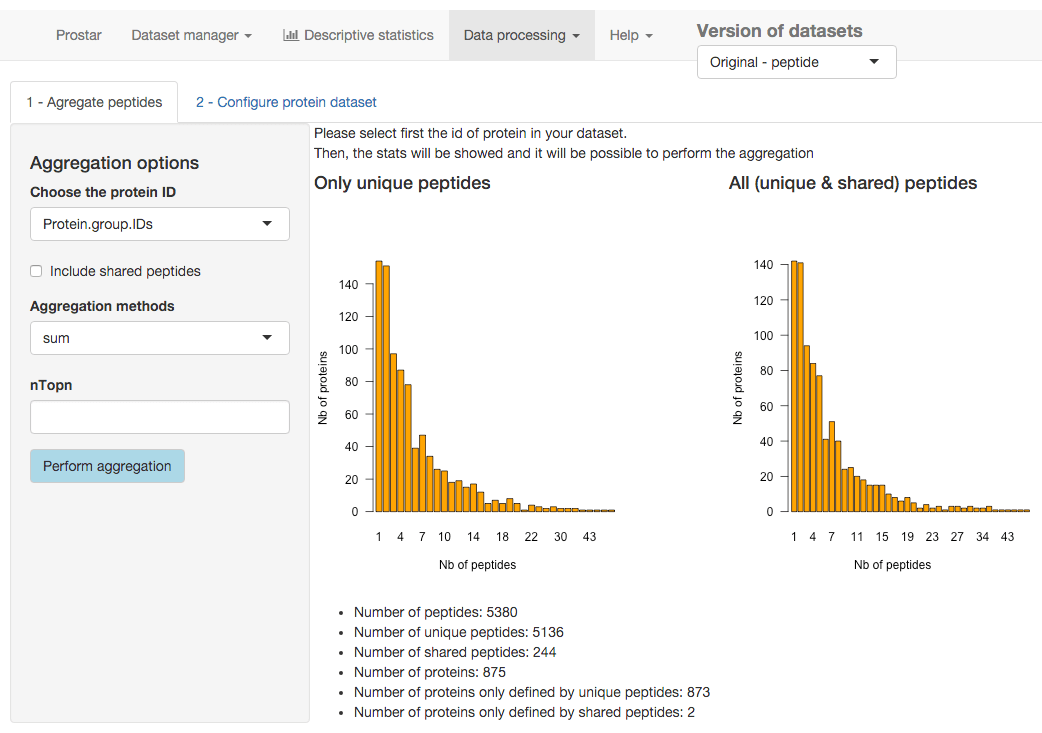 Prostar Dataset manager Descriptive statistics Data processing Help Version of datasets
Original - peptide
1 - Agregate peptides 2 - Configure protein dataset
Please select first the id of protein in your dataset.
Then, the stats will be showed and it will be possible to perform the aggregation
Aggregation options
Choose the protein ID
Protein.group.IDs
Include shared peptides
Aggregation methods
sum
nTopn
Perform aggregation
Only unique peptides
Nb of proteins
140
120
100
80
60
40
20
0
1 4 7 10 14 18 22 30 43
Nb of peptides
All (unique & shared) peptides
Nb of proteins
140
120
100
80
60
40
20
0
1 4 7 11 15 19 23 27 34 43
Nb of peptides
Number of peptides: 5380
Number of unique peptides: 5136
Number of shared peptides: 244
Number of proteins: 875
Number of proteins only defined by unique peptides: 873
Number of proteins only defined by shared peptides: 2